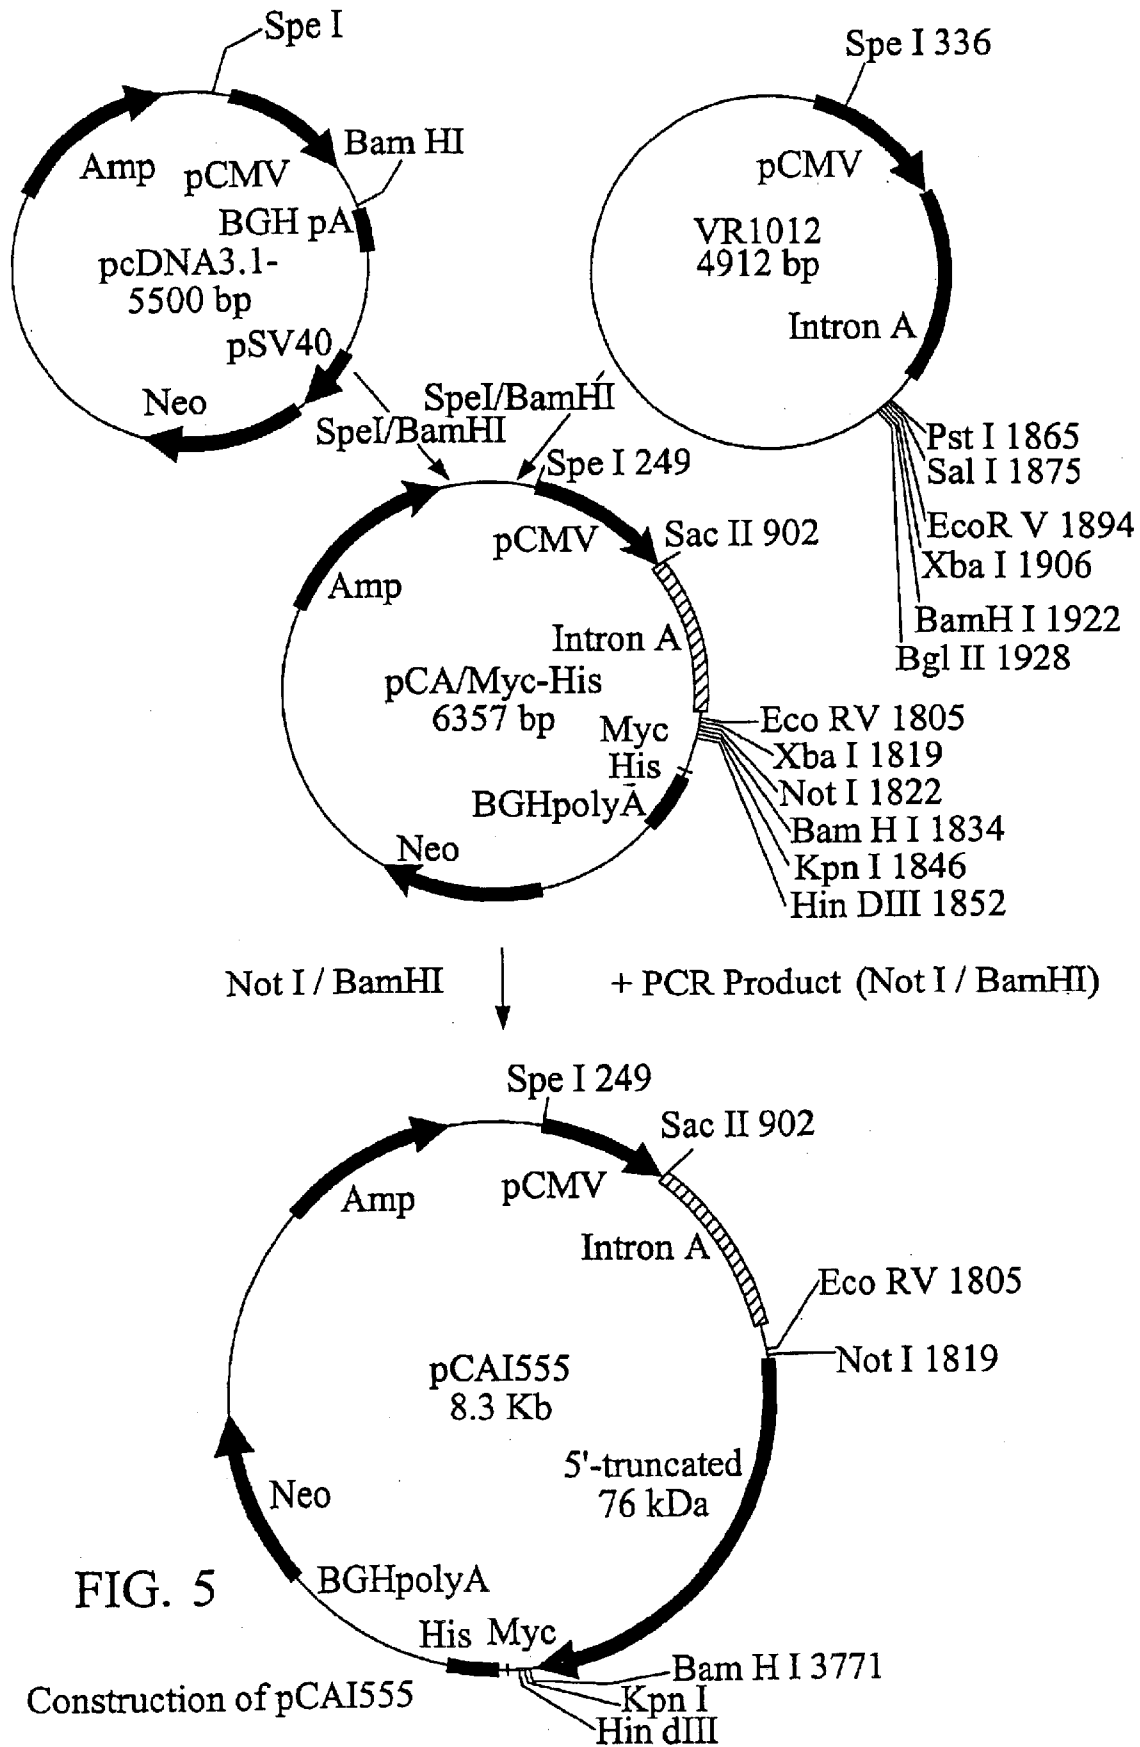 Spe I
Amp
pCMV
Bam HI
BGH pA
pcDNA3.1-
5500 bp
pSV40
Neo
SpeI/BamHI
Spe I 336
pCMV
VR1012
4912 bp
Intron A
Pst I 1865
Sal I 1875
EcoR V 1894
Xba I 1906
BamH I 1922
Bgl II 1928
SpeI/BamHI
Spe I 249
pCMV
Sac II 902
Amp
Intron A
pCA/Myc-His
6357 bp
Myc
His
BGHpolyA
Neo
Eco RV 1805
Xba I 1819
Not I 1822
Bam H I 1834
Kpn I 1846
Hin DIII 1852
Not I / BamHI
+ PCR Product (Not I / BamHI)
Spe I 249
Sac II 902
pCMV
Amp
Intron A
Eco RV 1805
Not I 1819
pCAI555
8.3 Kb
5'-truncated
76 kDa
Neo
BGHpolyA
His Myc
Bam H I 3771
Kpn I
Hin dIII
FIG. 5
Construction of pCAI555